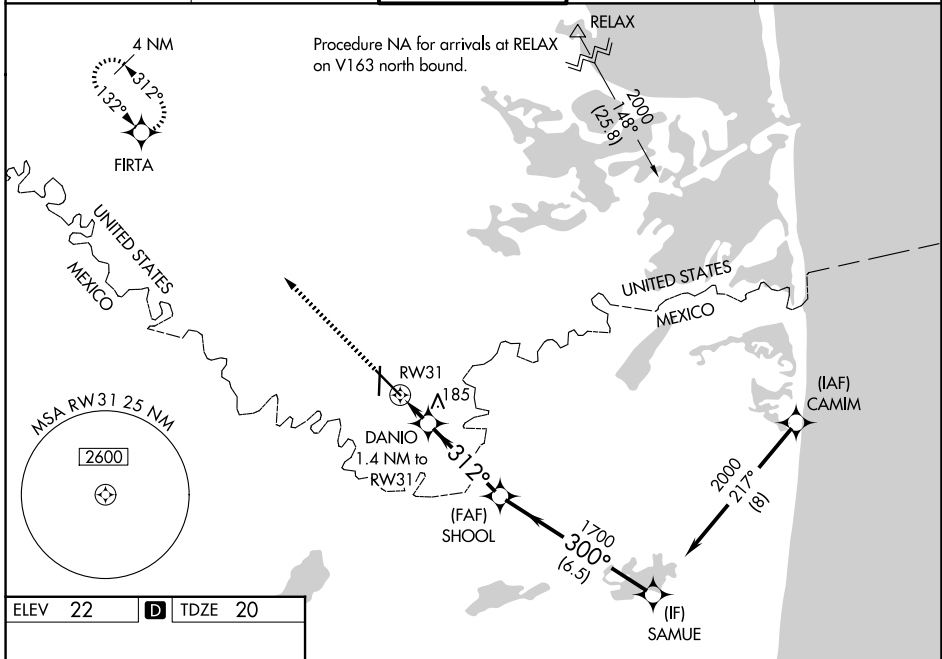 RELAX
Procedure NA for arrivals at RELAX
on V163 north bound.
4 NM
312°
132°
FIRTA
2000
148°
(25.8)
UNITED STATES
MEXICO
UNITED STATES
MEXICO
RW31
185
DANIO
1.4 NM to
RW31
312°
(IAF)
CAMIM
2000
217°
(8)
MSA RW31 25 NM
2600
(FAF)
SHOOL
1700
300°
(6.5)
(IF)
SAMUE
ELEV 22 D TDZE 20